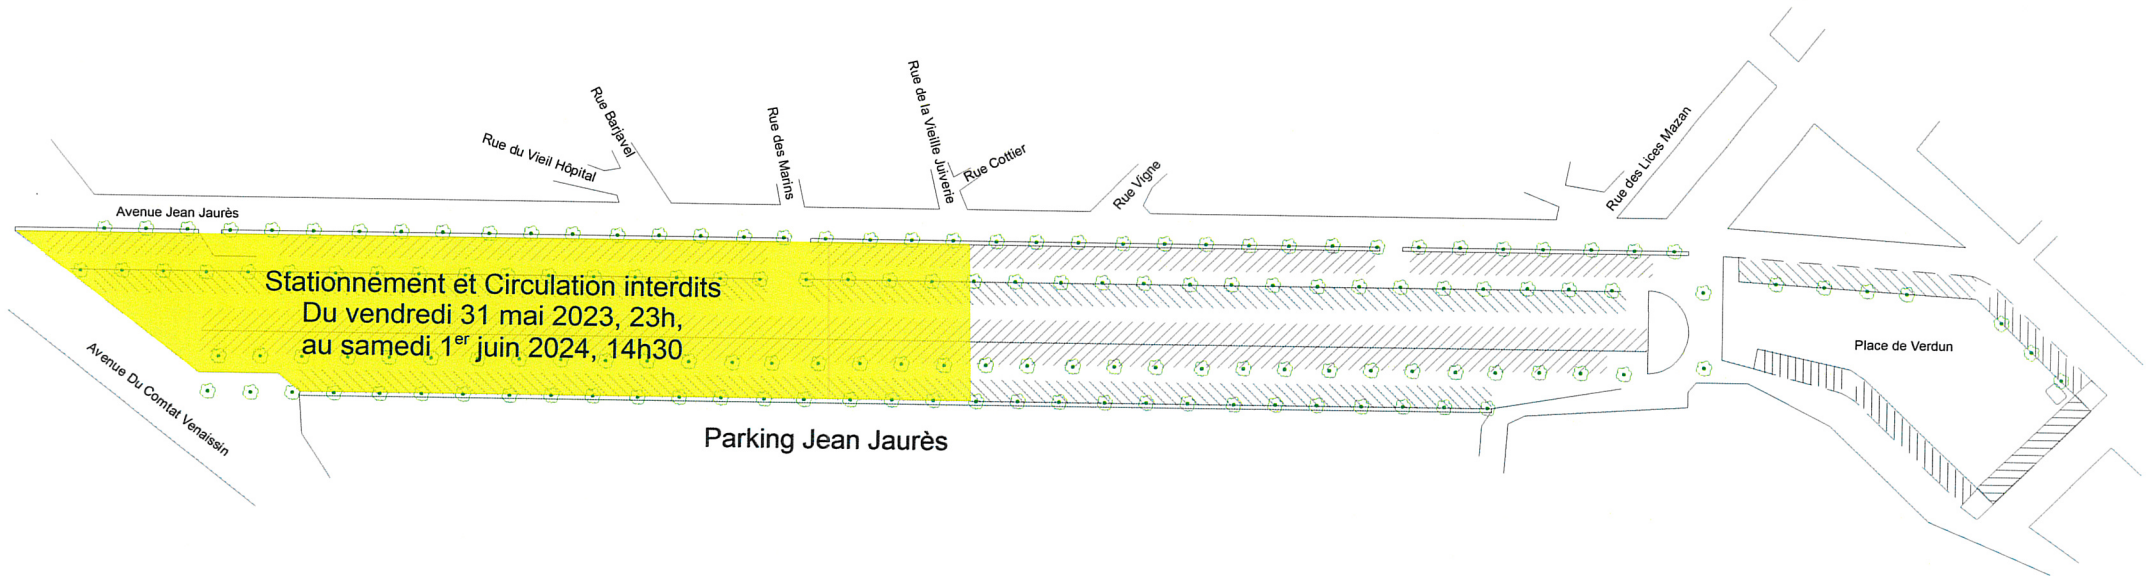 Rue de la Vieille Juiverie
Rue Barjavel
Rue des Marins
Rue des Lices Mazan
Rue du Vieil Hôpital
Rue Cottier
Rue Vigne
Avenue Jean Jaurès
Stationnement et Circulation interdits
Du vendredi 31 mai 2023, 23h,
au samedi 1er juin 2024, 14h30
Place de Verdun
Avenue Du Comtat Venaissin
Parking Jean Jaurès